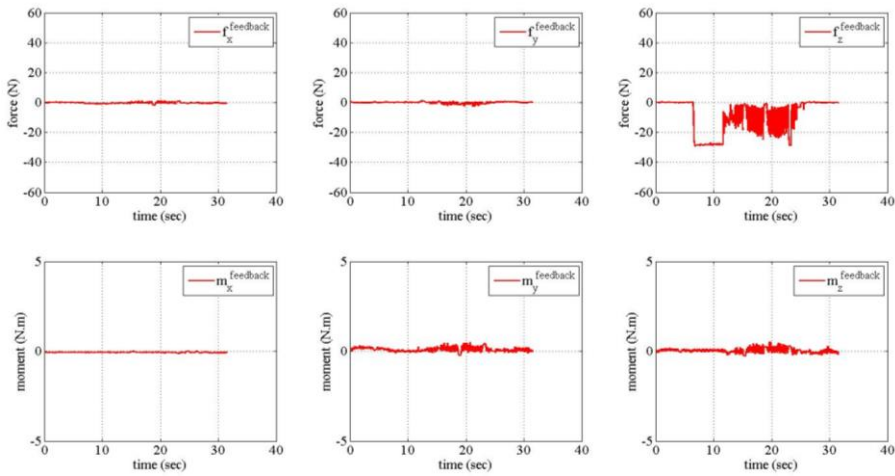 f_x^feedback
60
40
20
0
-20
-40
-60
force (N)
0 10 20 30 40
time (sec)
f_y^feedback
60
40
20
0
-20
-40
-60
force (N)
0 10 20 30 40
time (sec)
f_z^feedback
60
40
20
0
-20
-40
-60
force (N)
0 10 20 30 40
time (sec)
m_x^feedback
5
0
-5
moment (N.m)
0 10 20 30 40
time (sec)
m_y^feedback
5
0
-5
moment (N.m)
0 10 20 30 40
time (sec)
m_z^feedback
5
0
-5
moment (N.m)
0 10 20 30 40
time (sec)